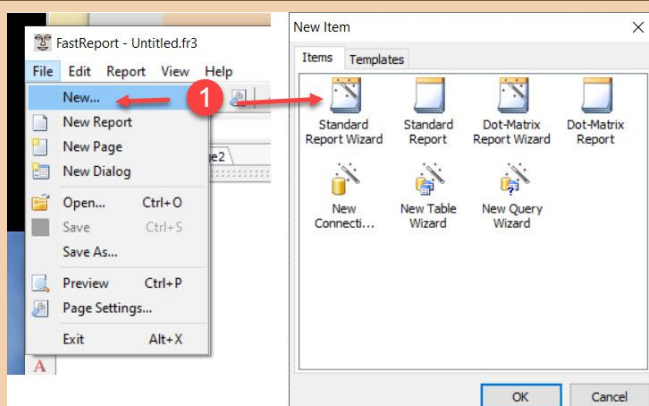 FastReport - Untitled.fr3
File Edit Report View Help
New...
New Report
New Page
New Dialog
Open... Ctrl+O
Save Ctrl+S
Save As...
Preview Ctrl+P
Page Settings...
Exit Alt+X
A
1
New Item
Items Templates
Standard Report Wizard
Standard Report
Dot-Matrix Report Wizard
Dot-Matrix Report
New Connecti...
New Table Wizard
New Query Wizard
OK Cancel